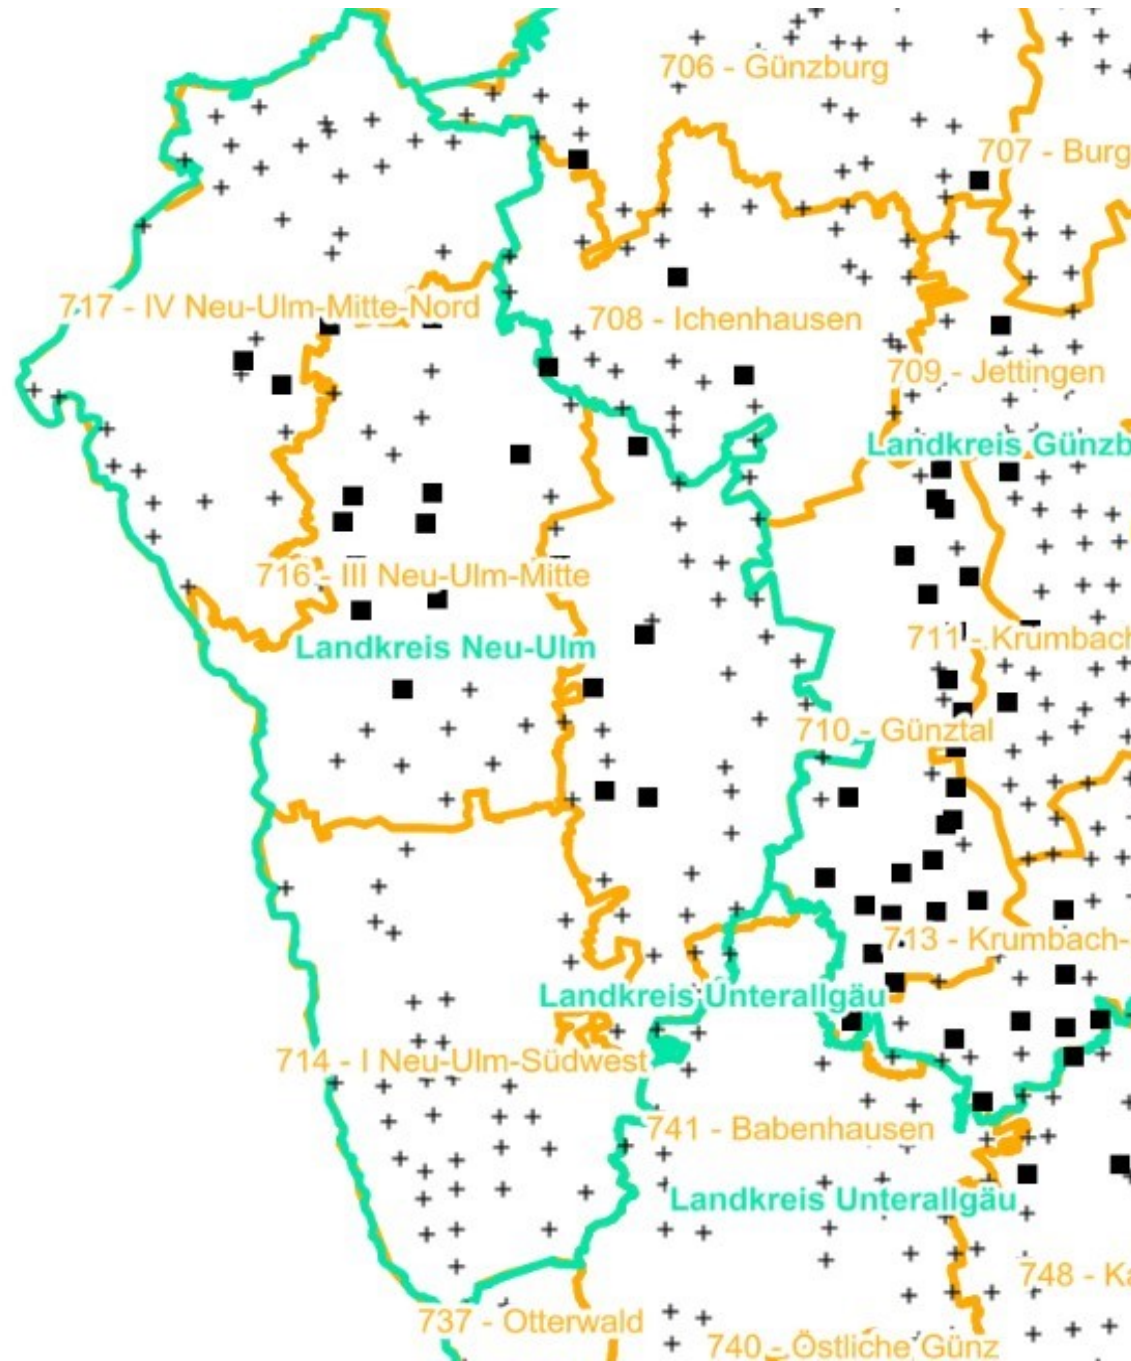 706 - Günzburg
707 - Burg
717 - IV Neu-Ulm-Mitte-Nord
708 - Ichenhausen
709 - Jettingen
Landkreis Günzb
716 - III Neu-Ulm-Mitte
711 - Krumbach
Landkreis Neu-Ulm
710 - Günztal
713 - Krumbach-
Landkreis Unterallgäu
714 - I Neu-Ulm-Südwest
741 - Babenhausen
Landkreis Unterallgäu
748 - Ka
737 - Otterwald
740 - Östliche Günz